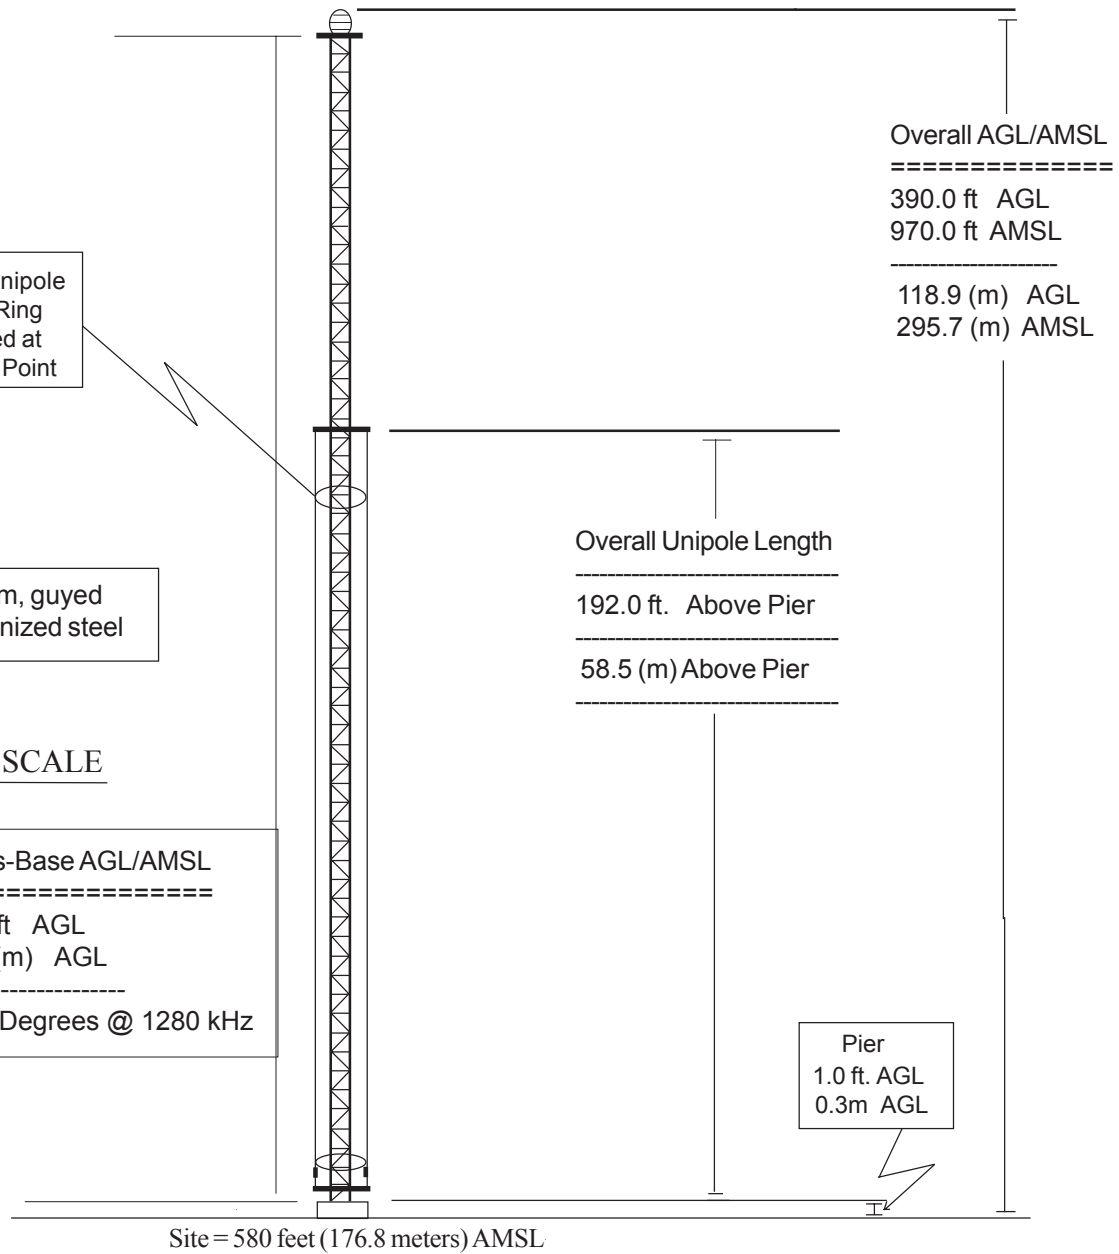 Overall AGL/AMSL
==============
390.0 ft AGL
970.0 ft AMSL
---------------------
118.9 (m) AGL
295.7 (m) AMSL
nipole
Ring
ed at
Point
Overall Unipole Length
---------------------------------
192.0 ft. Above Pier
---------------------------------
58.5 (m) Above Pier
---------------------------------
m, guyed
nized steel
SCALE
s-Base AGL/AMSL
==============
ft AGL
(m) AGL
----------------
Degrees @ 1280 kHz
Pier
1.0 ft. AGL
0.3m AGL
Site = 580 feet (176.8 meters) AMSL